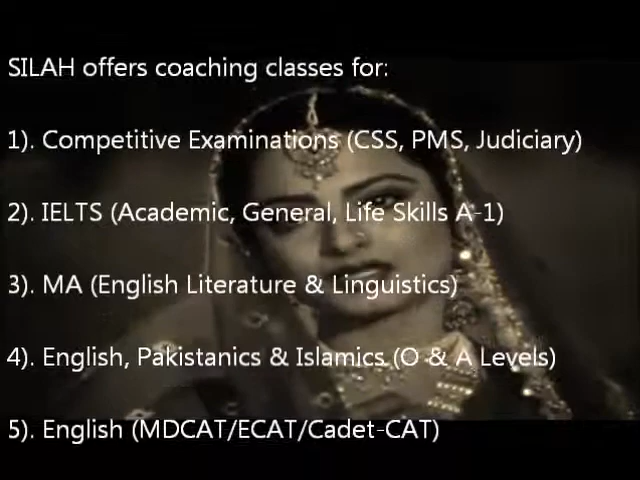 SILAH offers coaching classes for:
1). Competitive Examinations (CSS, PMS, Judiciary)
2). IELTS (Academic, General, Life Skills A-1)
3). MA (English Literature & Linguistics)
4). English, Pakistanics & Islamics (O & A Levels)
5). English (MDCAT/ECAT/Cadet-CAT)